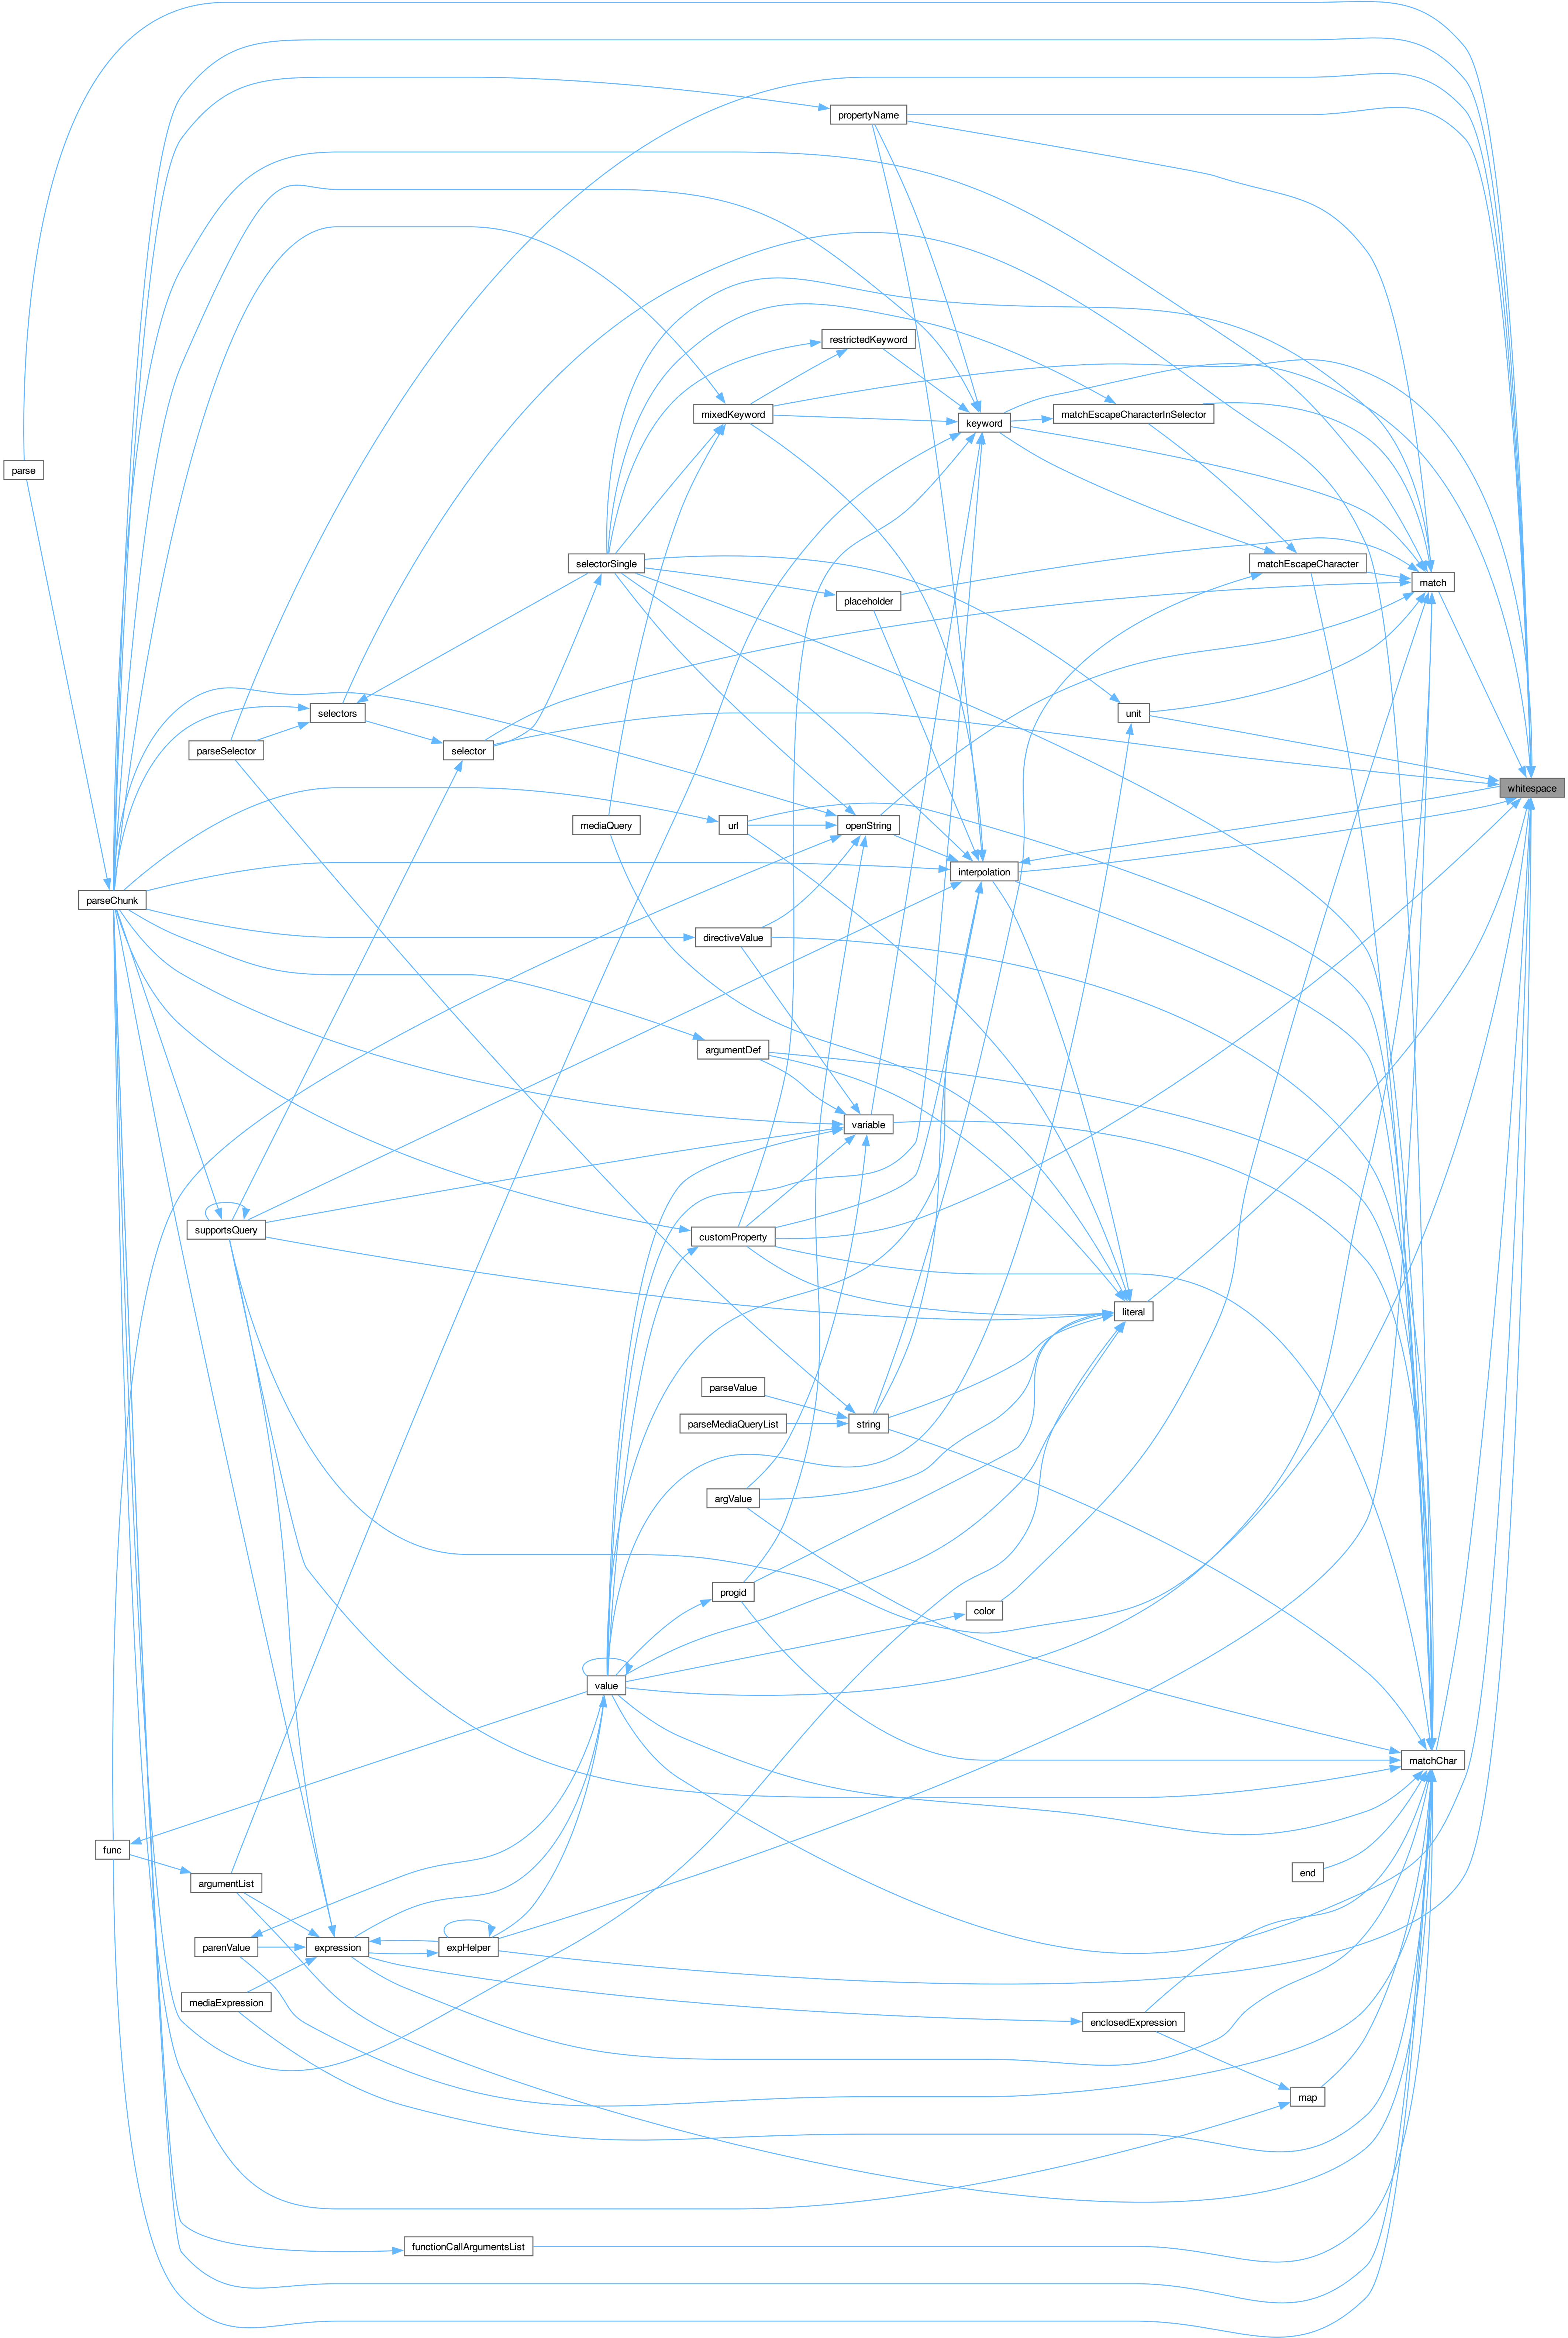 propertyName
restrictedKeyword
mixedKeyword
matchEscapeCharacterInSelector
keyword
parse
selectorSingle
matchEscapeCharacter
match
placeholder
selectors
unit
parseSelector
selector
whitespace
mediaQuery
url
openString
interpolation
parseChunk
directiveValue
argumentDef
variable
supportsQuery
customProperty
literal
parseValue
parseMediaQueryList
string
argValue
progid
color
value
matchChar
func
end
argumentList
parenValue
expression
expHelper
mediaExpression
enclosedExpression
map
functionCallArgumentsList